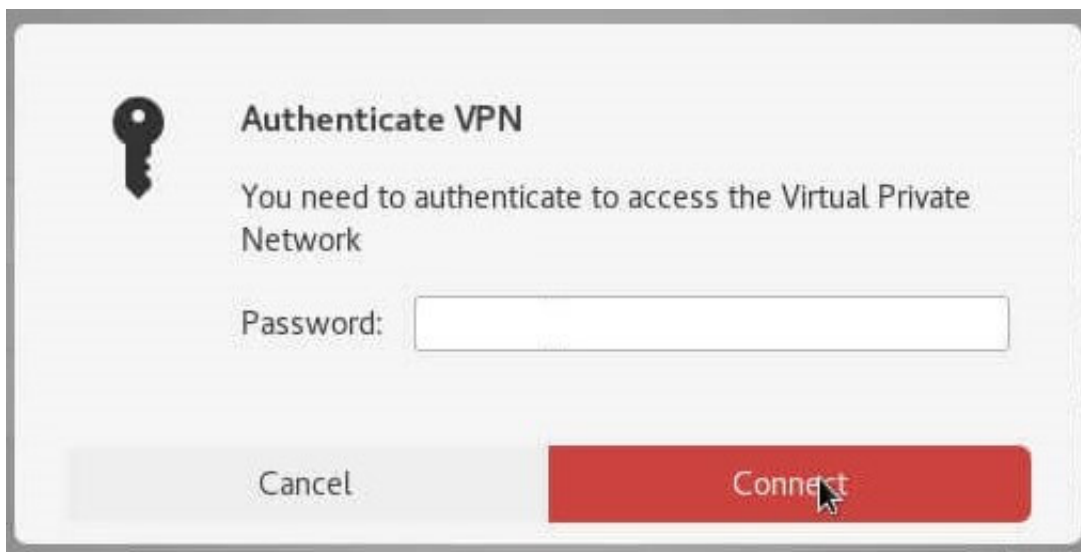 Authenticate VPN
You need to authenticate to access the Virtual Private
Network
Password:
Cancel
Connect